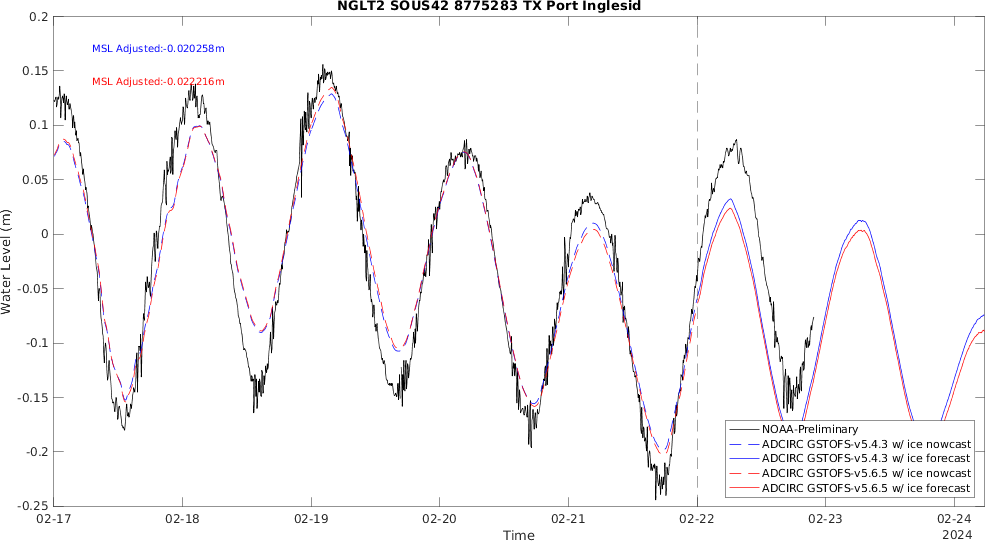 NGLT2 SOUS42 8775283 TX Port Inglesid
MSL Adjusted:-0.020258m
MSL Adjusted:-0.022216m
Water Level (m)
0.2
0.15
0.1
0.05
0
-0.05
-0.1
-0.15
-0.2
-0.25
NOAA-Preliminary
ADCIRC GSTOFS-v5.4.3 w/ ice nowcast
ADCIRC GSTOFS-v5.4.3 w/ ice forecast
ADCIRC GSTOFS-v5.6.5 w/ ice nowcast
ADCIRC GSTOFS-v5.6.5 w/ ice forecast
02-17 02-18 02-19 02-20 02-21 02-22 02-23 02-24
Time
2024